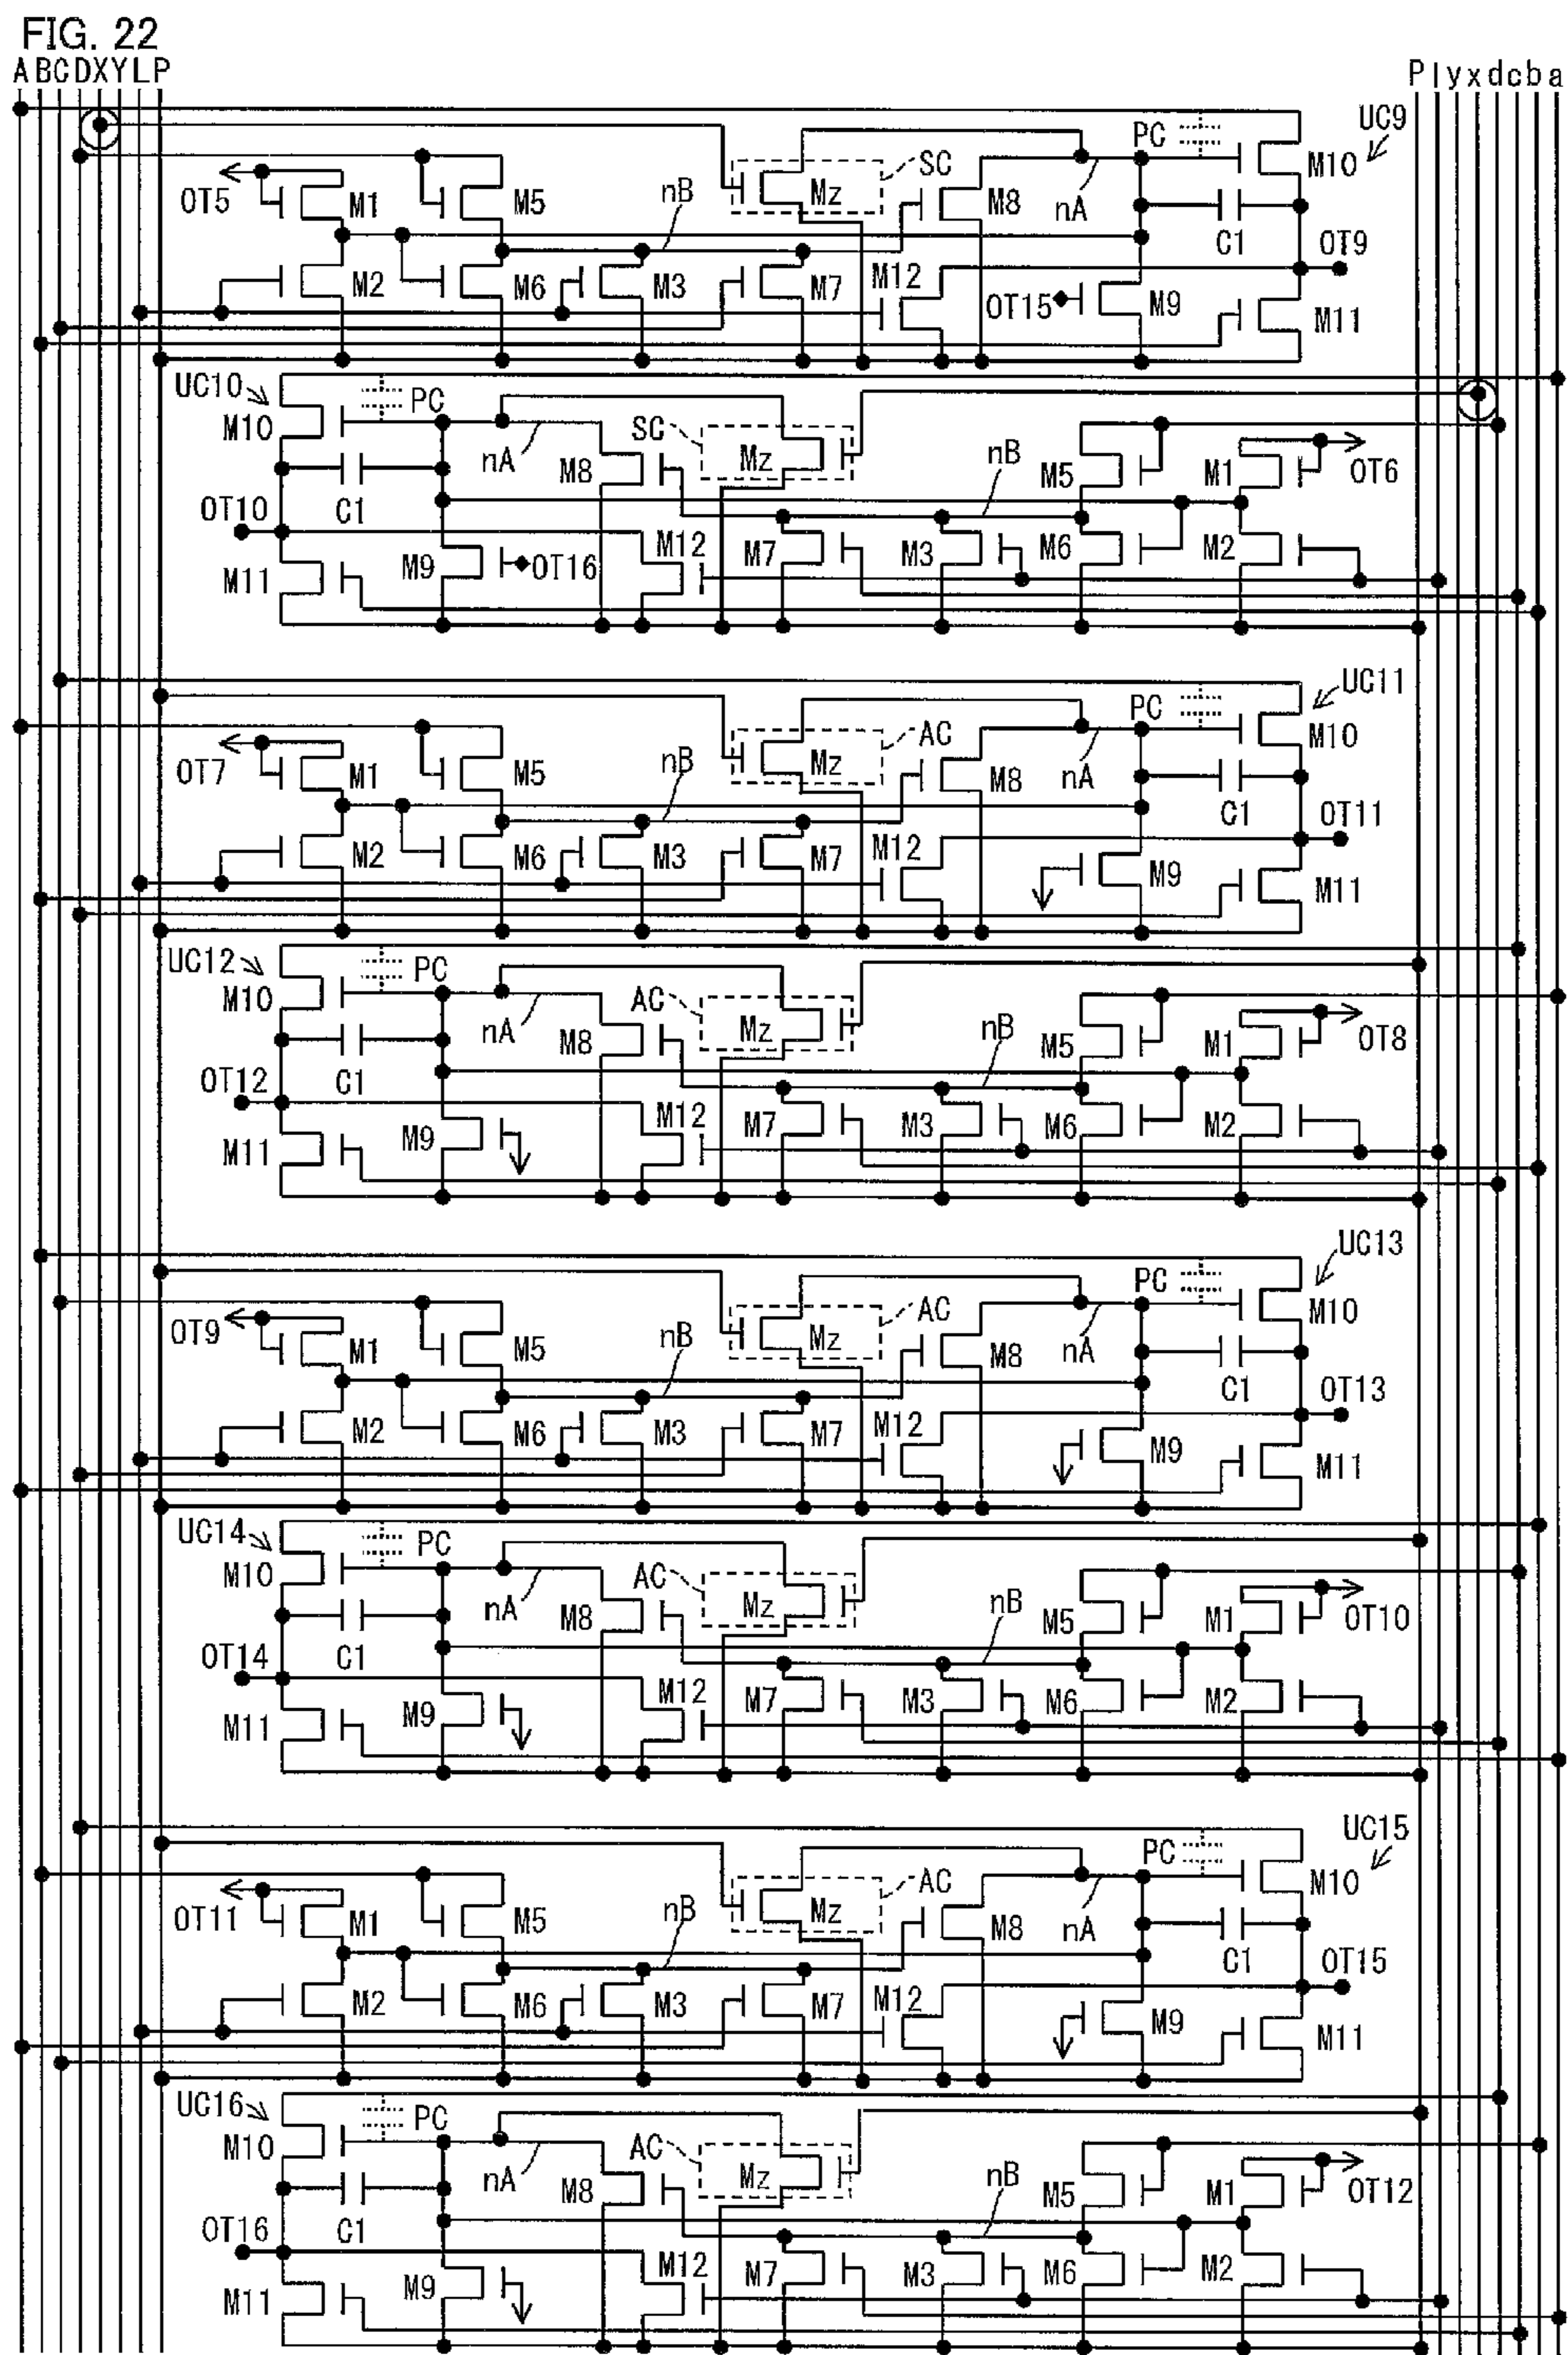 FIG. 22
A B C D X Y L P
P l y x d c b a
PC UC9
SC M10
OT5 M1 M5 nB Mz M8 nA
C1 OT9
M2 M6 M3 M7 M12 OT15 M9 M11
UC10 PC
M10 SC
nA M8 Mz nB M5 M1 OT6
OT10 C1
M11 M9 OT16 M12 M7 M3 M6 M2
UC11
PC
AC M10
OT7 M1 M5 nB Mz M8 nA
C1 OT11
M2 M6 M3 M7 M12 M9 M11
UC12 PC
M10 AC
nA M8 Mz nB M5 M1 OT8
OT12 C1
M11 M9 M12 M7 M3 M6 M2
UC13
PC
AC M10
OT9 M1 M5 nB Mz M8 nA
C1 OT13
M2 M6 M3 M7 M12 M9 M11
UC14 PC
M10 AC
nA M8 Mz nB M5 M1 OT10
OT14 C1
M11 M9 M12 M7 M3 M6 M2
UC15
PC
AC M10
OT11 M1 M5 nB Mz M8 nA
C1 OT15
M2 M6 M3 M7 M12 M9 M11
UC16 PC
M10 AC
nA M8 Mz nB M5 M1 OT12
OT16 C1
M11 M9 M12 M7 M3 M6 M2